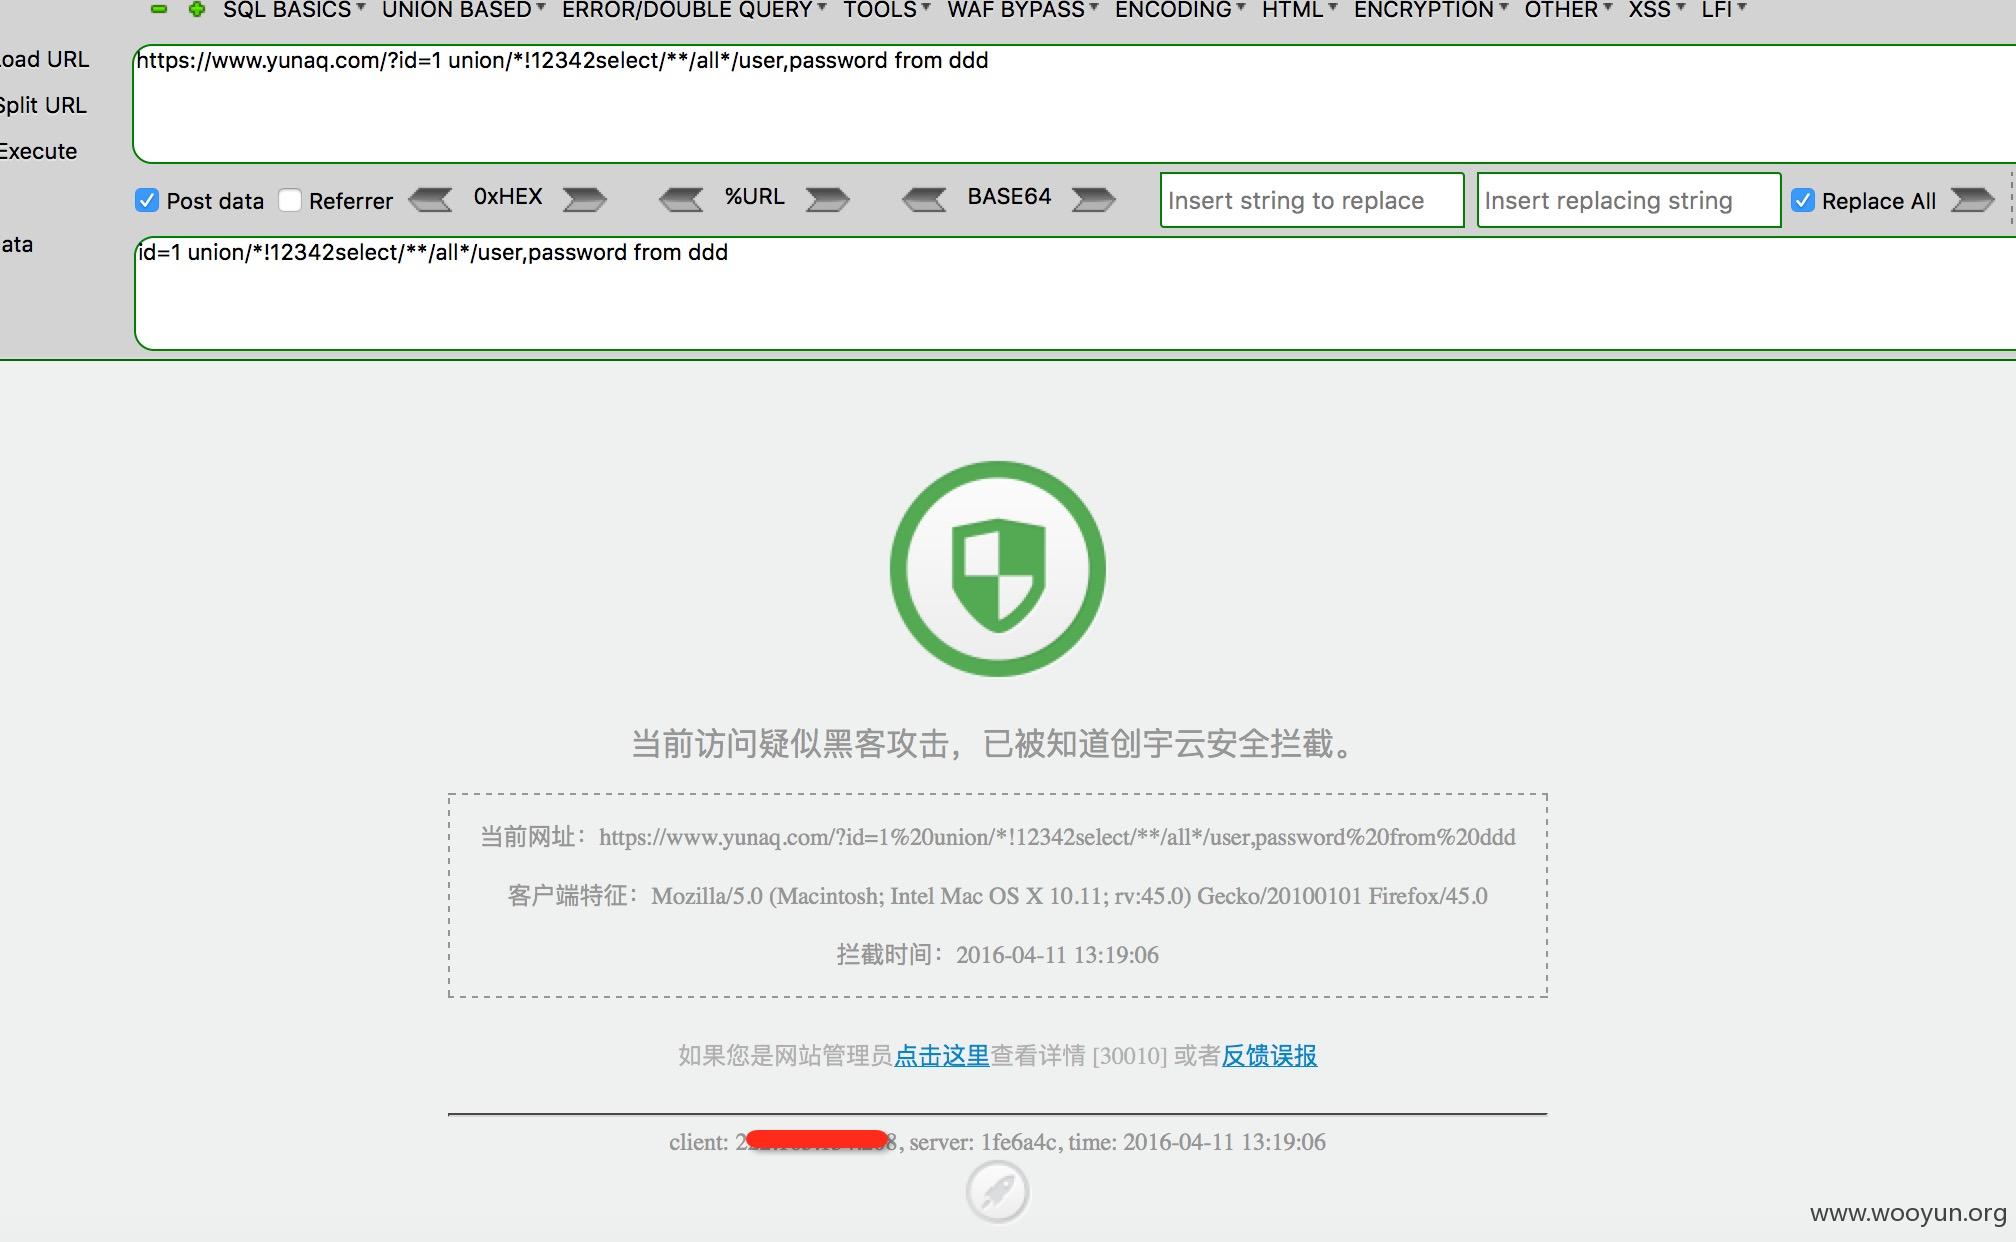 SQL BASICS UNION BASED ERROR/DOUBLE QUERY TOOLS WAF BYPASS ENCODING HTML ENCRYPTION OTHER XSS LFI
oad URL
https://www.yunaq.com/?id=1 union/*!12342select/**/all*/user,password from ddd
Split URL
Execute
Post data Referrer 0xHEX %URL BASE64 Insert string to replace Insert replacing string Replace All
ata
id=1 union/*!12342select/**/all*/user,password from ddd
当前访问疑似黑客攻击，已被知道创宇云安全拦截。
当前网址：https://www.yunaq.com/?id=1%20union/*!12342select/**/all*/user,password%20from%20ddd
客户端特征：Mozilla/5.0 (Macintosh; Intel Mac OS X 10.11; rv:45.0) Gecko/20100101 Firefox/45.0
拦截时间：2016-04-11 13:19:06
如果您是网站管理员点击这里查看详情 [30010] 或者反馈误报
client: 2 8, server: 1fe6a4c, time: 2016-04-11 13:19:06
www.wooyun.org